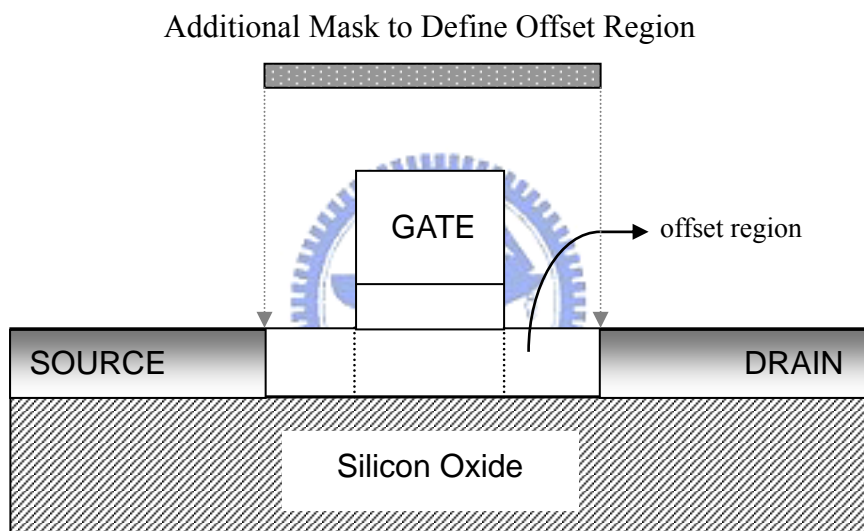 Additional Mask to Define Offset Region
GATE
offset region
SOURCE
DRAIN
Silicon Oxide